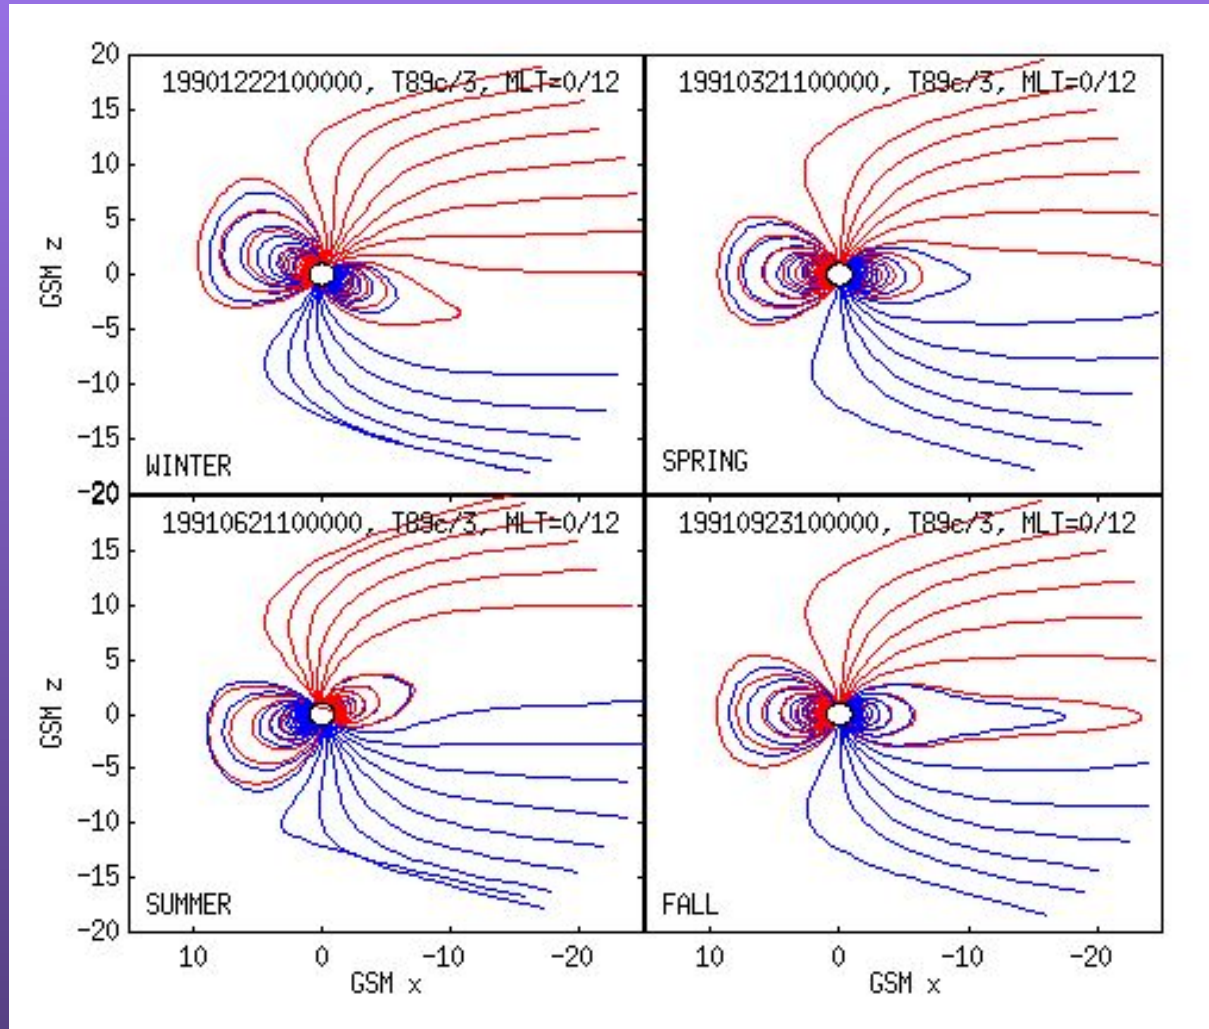 20
19901222100000, T89c/3, MLT=0/12
19910321100000, T89c/3, MLT=0/12
15
10
5
GSM z
0
-5
-10
-15
WINTER
SPRING
-20
20
19910621100000, T89c/3, MLT=0/12
19910923100000, T89c/3, MLT=0/12
15
10
5
GSM z
0
-5
-10
-15
SUMMER
FALL
-20
10 0 -10 -20
10 0 -10 -20
GSM x
GSM x